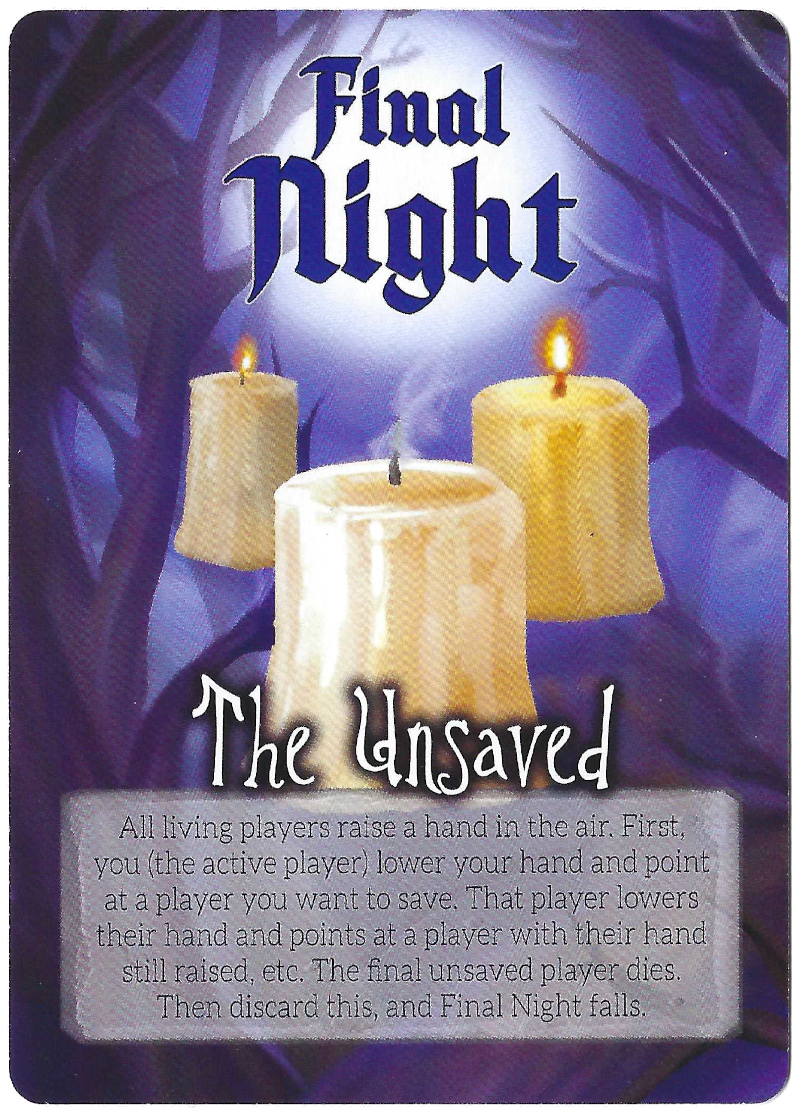 Final
Night
The Unsaved
All living players raise a hand in the air. First,
you (the active player) lower your hand and point
at a player you want to save. That player lowers
their hand and points at a player with their hand
still raised, etc. The final unsaved player dies.
Then discard this, and Final Night falls.